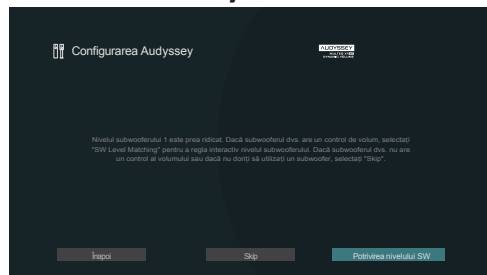 Configurarea Audyssey
AUDYSSEY
Nivelul subwooferului 1 este prea ridicat. Dacă subwooferul dvs. are un control de volum, selectați
"SW Level Matching" pentru a regla interactiv nivelul subwooferului. Dacă subwooferul dvs. nu are
un control al volumului sau dacă nu doriți să utilizați un subwoofer, selectați "Skip".
Înapoi
Skip
Potrivirea nivelului SW